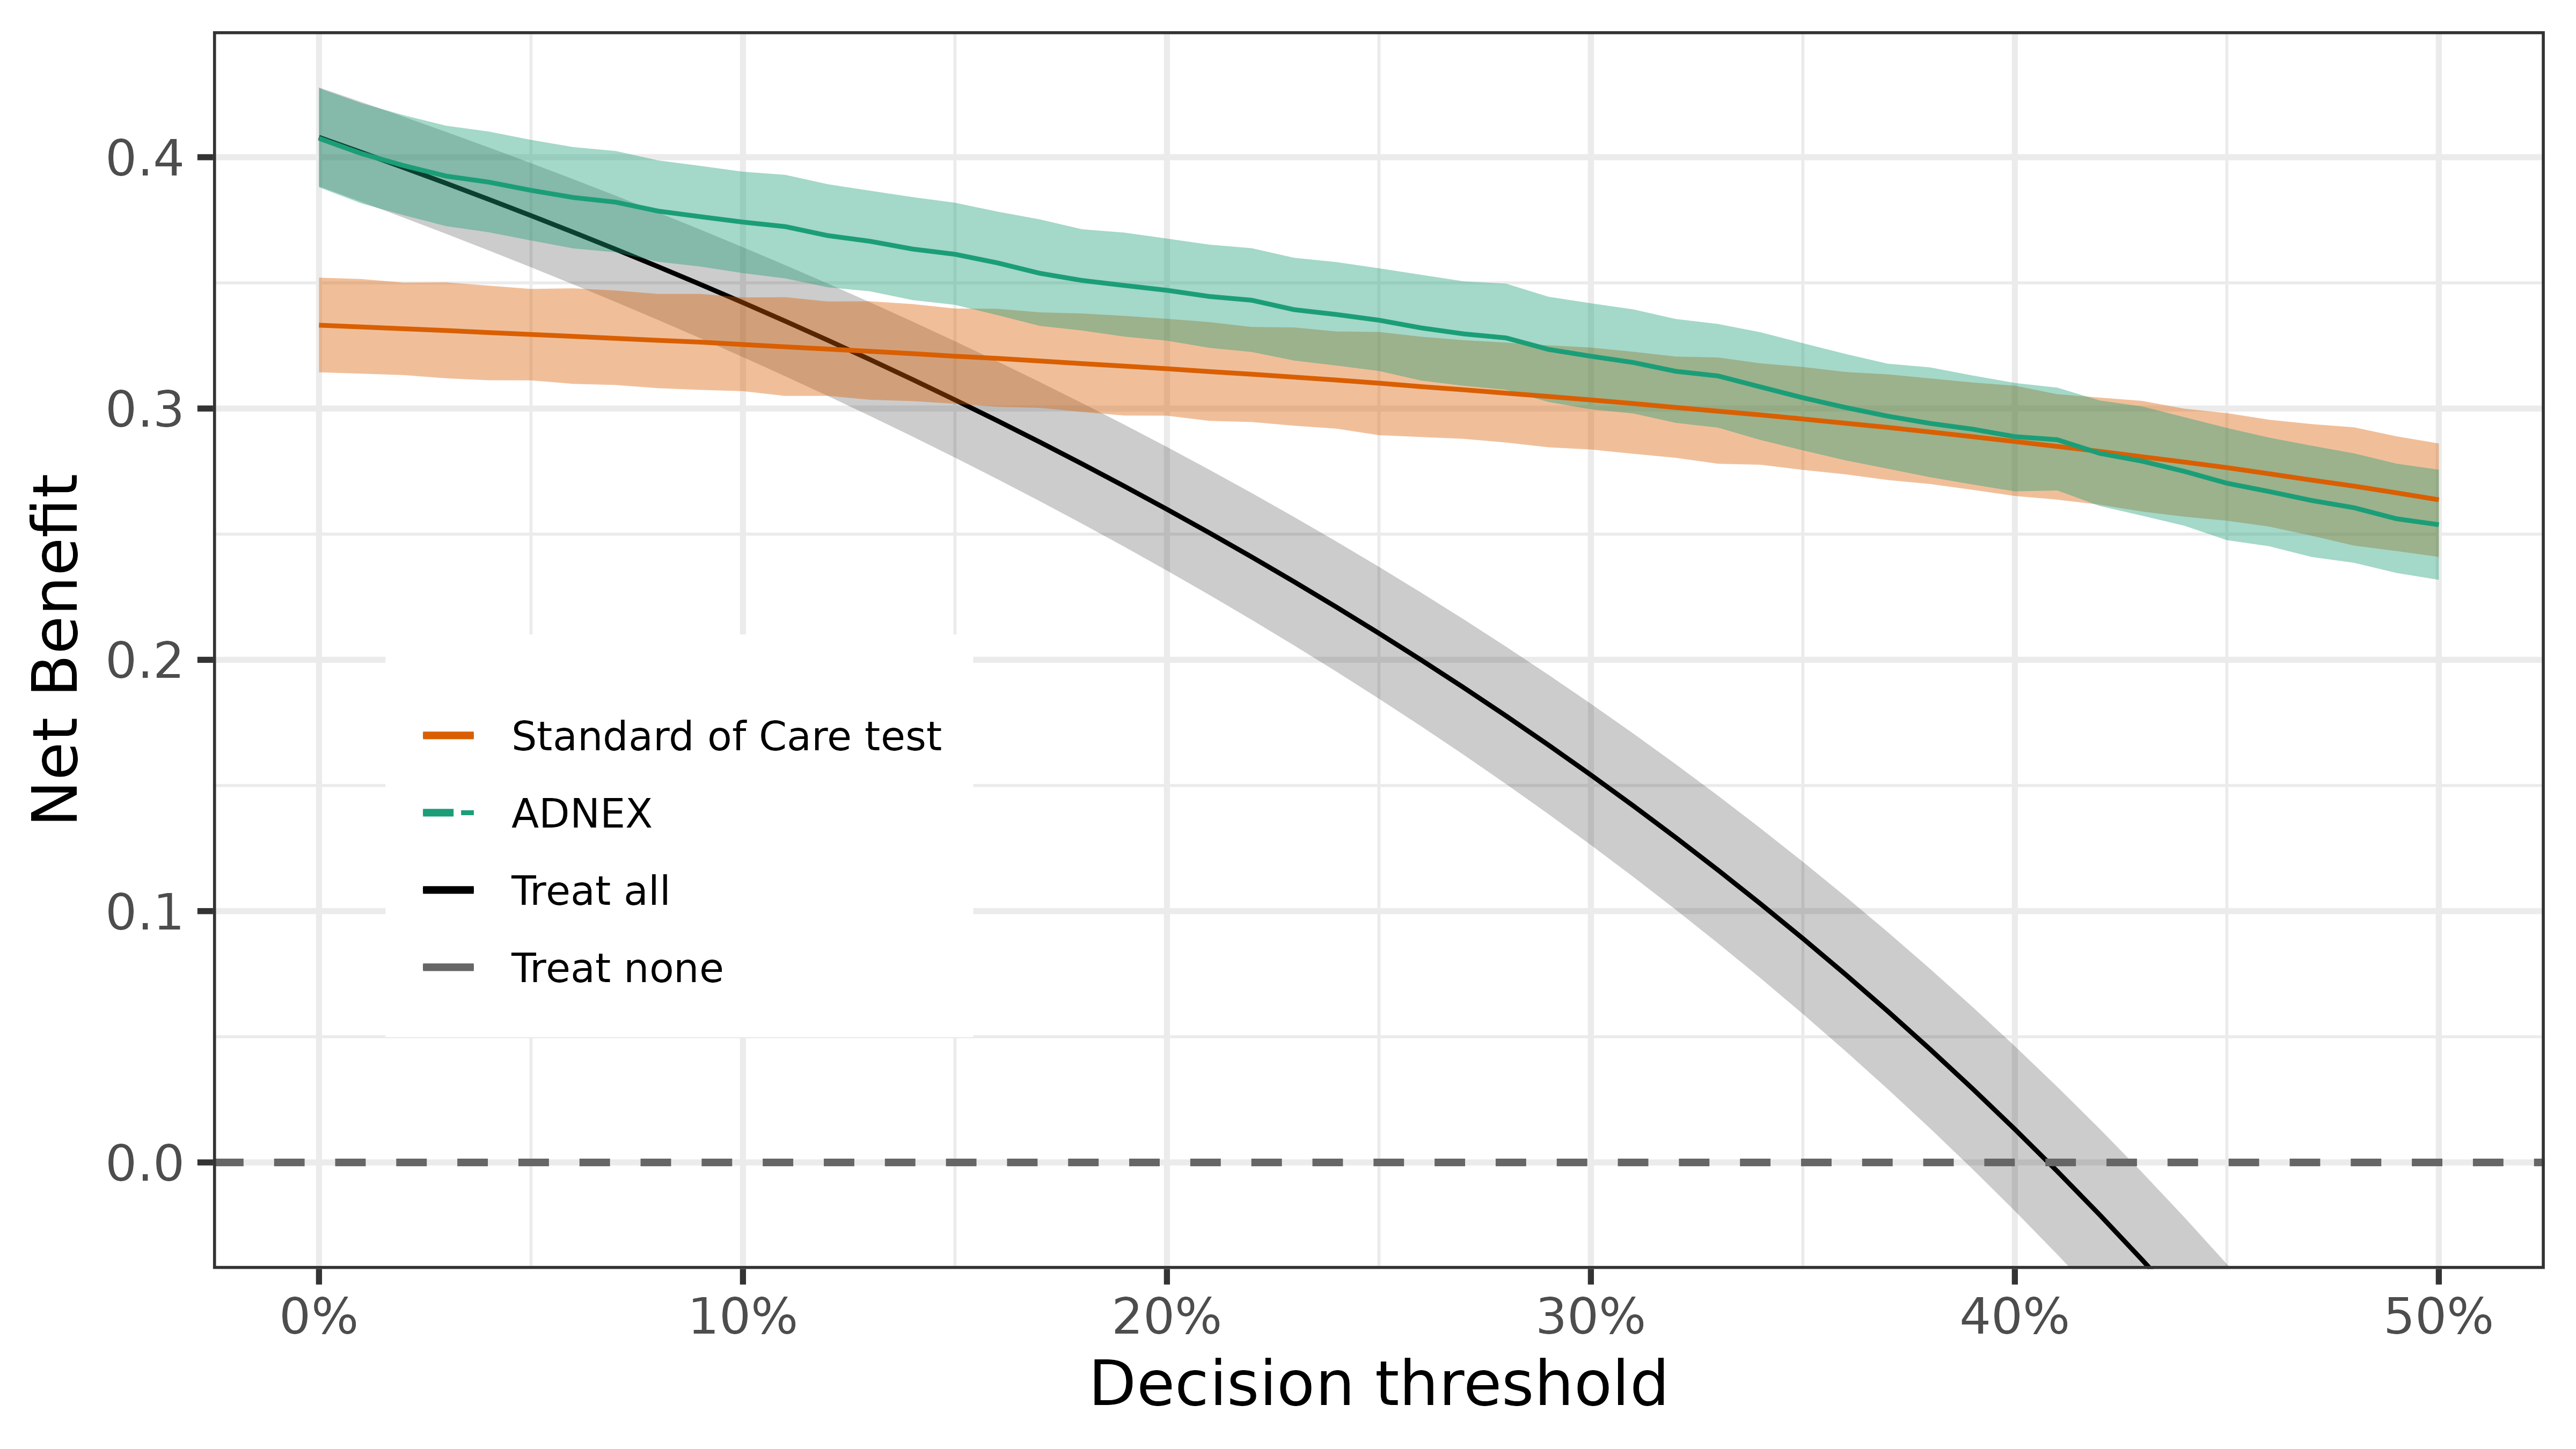 Net Benefit
0.4
0.3
0.2
0.1
0.0
Standard of Care test
ADNEX
Treat all
Treat none
0%
10%
20%
30%
40%
50%
Decision threshold